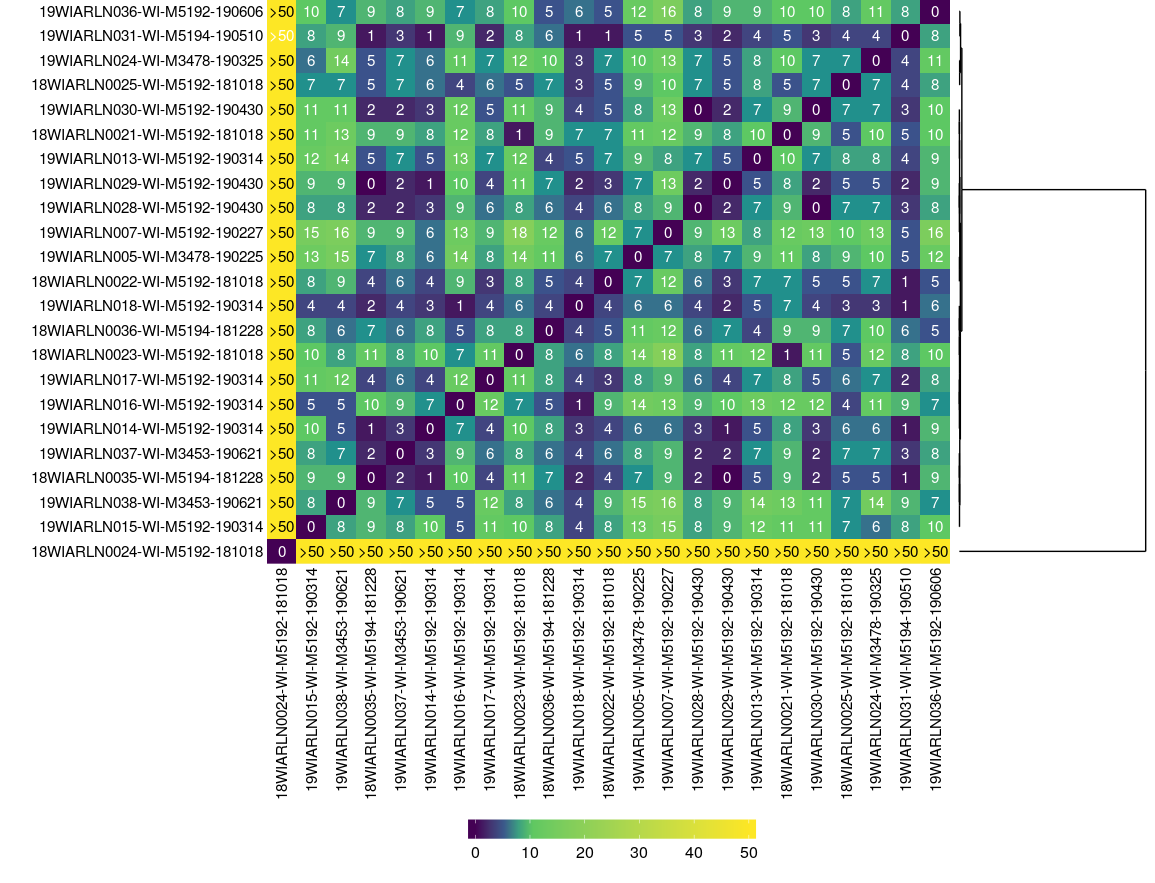 19WIARLN036-WI-M5192-190606 >50 10 7 9 8 9 7 8 10 5 6 5 12 16 8 9 9 10 10 8 11 8 0
19WIARLN031-WI-M5194-190510 >50 8 9 1 3 1 9 2 8 6 1 1 5 5 3 2 4 5 3 4 4 0 8
19WIARLN024-WI-M3478-190325 >50 6 14 5 7 6 11 7 12 10 3 7 10 13 7 5 8 10 7 7 0 4 11
18WIARLN0025-WI-M5192-181018 >50 7 7 5 7 6 4 6 5 7 3 5 9 10 7 5 8 5 7 0 7 4 8
19WIARLN030-WI-M5192-190430 >50 11 11 2 2 3 12 5 11 9 4 5 8 13 0 2 7 9 0 7 7 3 10
18WIARLN0021-WI-M5192-181018 >50 11 13 9 9 8 12 8 1 9 7 7 11 12 9 8 10 0 9 5 10 5 10
19WIARLN013-WI-M5192-190314 >50 12 14 5 7 5 13 7 12 4 5 7 9 8 7 5 0 10 7 8 8 4 9
19WIARLN029-WI-M5192-190430 >50 9 9 0 2 1 10 4 11 7 2 3 7 13 2 0 5 8 2 5 5 2 9
19WIARLN028-WI-M5192-190430 >50 8 8 2 2 3 9 6 8 6 4 6 8 9 0 2 7 9 0 7 7 3 8
19WIARLN007-WI-M5192-190227 >50 15 16 9 9 6 13 9 18 12 6 12 7 0 9 13 8 12 13 10 13 5 16
19WIARLN005-WI-M3478-190225 >50 13 15 7 8 6 14 8 14 11 6 7 0 7 8 7 9 11 8 9 10 5 12
18WIARLN0022-WI-M5192-181018 >50 8 9 4 6 4 9 3 8 5 4 0 7 12 6 3 7 7 5 5 7 1 5
19WIARLN018-WI-M5192-190314 >50 4 4 2 4 3 1 4 6 4 0 4 6 6 4 2 5 7 4 3 3 1 6
18WIARLN0036-WI-M5194-181228 >50 8 6 7 6 8 5 8 8 0 4 5 11 12 6 7 4 9 9 7 10 6 5
18WIARLN0023-WI-M5192-181018 >50 10 8 11 8 10 7 11 0 8 6 8 14 18 8 11 12 1 11 5 12 8 10
19WIARLN017-WI-M5192-190314 >50 11 12 4 6 4 12 0 11 8 4 3 8 9 6 4 7 8 5 6 7 2 8
19WIARLN016-WI-M5192-190314 >50 5 5 10 9 7 0 12 7 5 1 9 14 13 9 10 13 12 12 4 11 9 7
19WIARLN014-WI-M5192-190314 >50 10 5 1 3 0 7 4 10 8 3 4 6 6 3 1 5 8 3 6 6 1 9
19WIARLN037-WI-M3453-190621 >50 8 7 2 0 3 9 6 8 6 4 6 8 9 2 2 7 9 2 7 7 3 8
18WIARLN0035-WI-M5194-181228 >50 9 9 0 2 1 10 4 11 7 2 4 7 9 2 0 5 9 2 5 5 1 9
19WIARLN038-WI-M3453-190621 >50 8 0 9 7 5 5 12 8 6 4 9 15 16 8 9 14 13 11 7 14 9 7
19WIARLN015-WI-M5192-190314 >50 0 8 9 8 10 5 11 10 8 4 8 13 15 8 9 12 11 11 7 6 8 10
18WIARLN0024-WI-M5192-181018 0 >50 >50 >50 >50 >50 >50 >50 >50 >50 >50 >50 >50 >50 >50 >50 >50 >50 >50 >50 >50 >50 >50
18WIARLN0024-WI-M5192-181018
19WIARLN015-WI-M5192-190314
19WIARLN038-WI-M3453-190621
18WIARLN0035-WI-M5194-181228
19WIARLN037-WI-M3453-190621
19WIARLN014-WI-M5192-190314
19WIARLN016-WI-M5192-190314
19WIARLN017-WI-M5192-190314
18WIARLN0023-WI-M5192-181018
18WIARLN0036-WI-M5194-181228
19WIARLN018-WI-M5192-190314
18WIARLN0022-WI-M5192-181018
19WIARLN005-WI-M3478-190225
19WIARLN007-WI-M5192-190227
19WIARLN028-WI-M5192-190430
19WIARLN029-WI-M5192-190430
19WIARLN013-WI-M5192-190314
18WIARLN0021-WI-M5192-181018
19WIARLN030-WI-M5192-190430
18WIARLN0025-WI-M5192-181018
19WIARLN024-WI-M3478-190325
19WIARLN031-WI-M5194-190510
19WIARLN036-WI-M5192-190606
0 10 20 30 40 50